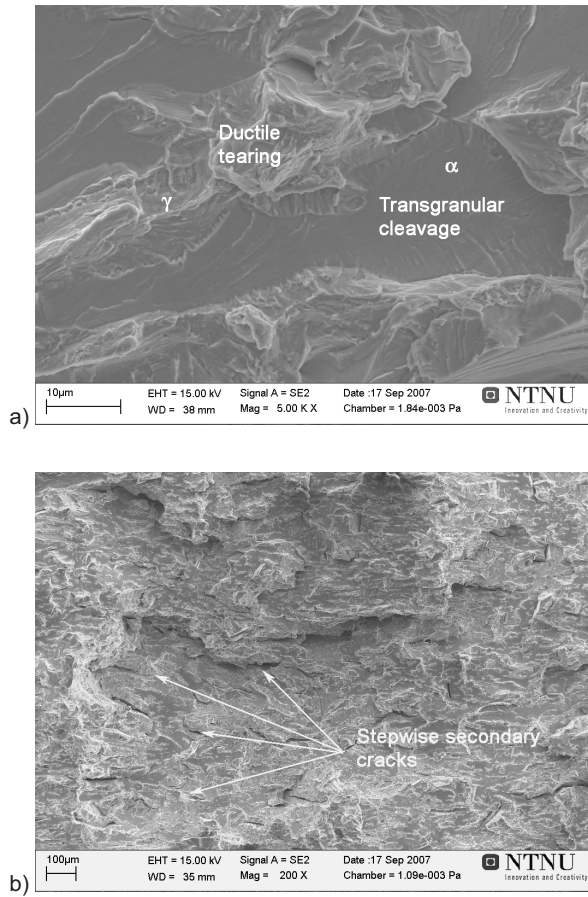 Ductile
tearing
α
γ
Transgranular
cleavage
10µm
EHT = 15.00 kV
Signal A = SE2
Date :17 Sep 2007
NTNU
WD = 38 mm
Mag = 5.00 K X
Chamber = 1.84e-003 Pa
Innovation and Creativity
a)
Stepwise secondary
cracks
100µm
EHT = 15.00 kV
Signal A = SE2
Date :17 Sep 2007
NTNU
WD = 35 mm
Mag = 200 X
Chamber = 1.09e-003 Pa
Innovation and Creativity
b)